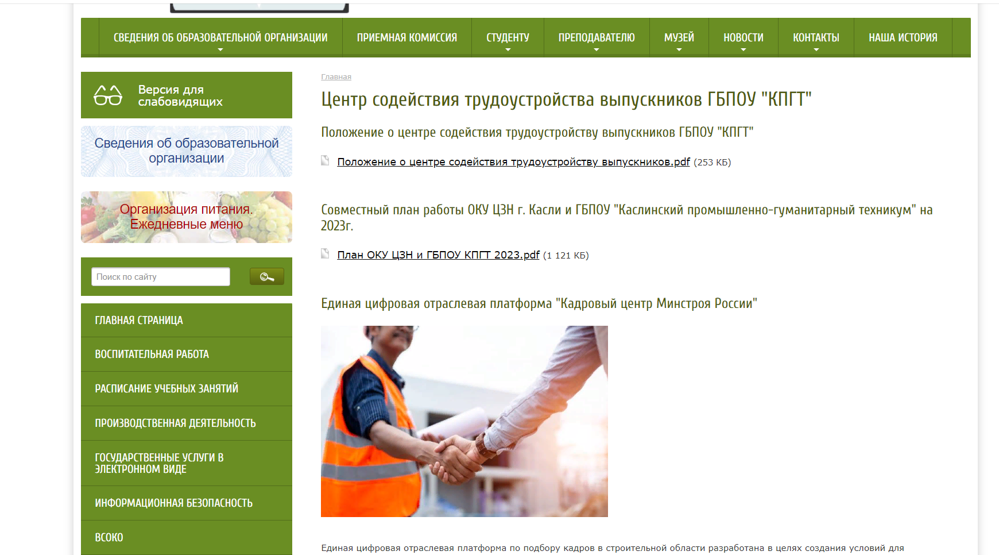 СВЕДЕНИЯ ОБ ОБРАЗОВАТЕЛЬНОЙ ОРГАНИЗАЦИИ
ПРИЕМНАЯ КОМИССИЯ
СТУДЕНТУ
ПРЕПОДАВАТЕЛЮ
МУЗЕЙ
НОВОСТИ
КОНТАКТЫ
НАША ИСТОРИЯ
Версия для
слабовидящих
Сведения об образовательной
организации
Организация питания.
Ежедневные меню
Поиск по сайту
ГЛАВНАЯ СТРАНИЦА
ВОСПИТАТЕЛЬНАЯ РАБОТА
РАСПИСАНИЕ УЧЕБНЫХ ЗАНЯТИЙ
ПРОИЗВОДСТВЕННАЯ ДЕЯТЕЛЬНОСТЬ
ГОСУДАРСТВЕННЫЕ УСЛУГИ В
ЭЛЕКТРОННОМ ВИДЕ
ИНФОРМАЦИОННАЯ БЕЗОПАСНОСТЬ
ВСОКО
Главная
Центр содействия трудоустройства выпускников ГБПОУ "КПГТ"
Положение о центре содействия трудоустройству выпускников ГБПОУ "КПГТ"
Положение о центре содействия трудоустройству выпускников.pdf (253 КБ)
Совместный план работы ОКУ ЦЗН г. Касли и ГБПОУ "Каслинский промышленно-гуманитарный техникум" на
2023г.
План ОКУ ЦЗН и ГБПОУ КПГТ 2023.pdf (1 121 КБ)
Единая цифровая отраслевая платформа "Кадровый центр Минстроя России"
Единая цифровая отраслевая платформа по подбору кадров в строительной области разработана в целях создания условий для